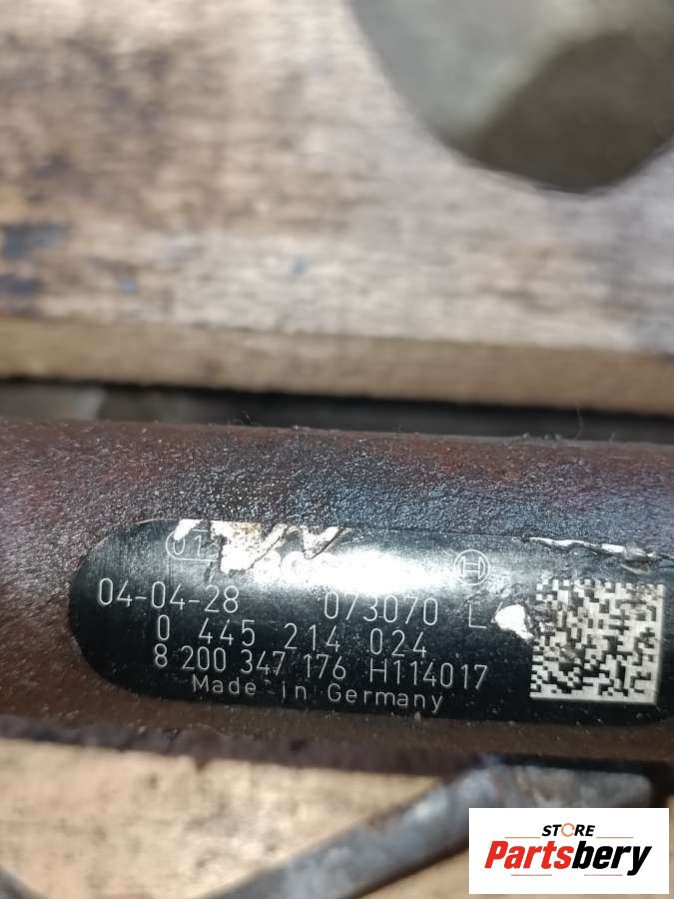 04-04-28 073070
0 445 214 024
8 200 347 176 H114017
Made in Germany
STORE
Partsbery